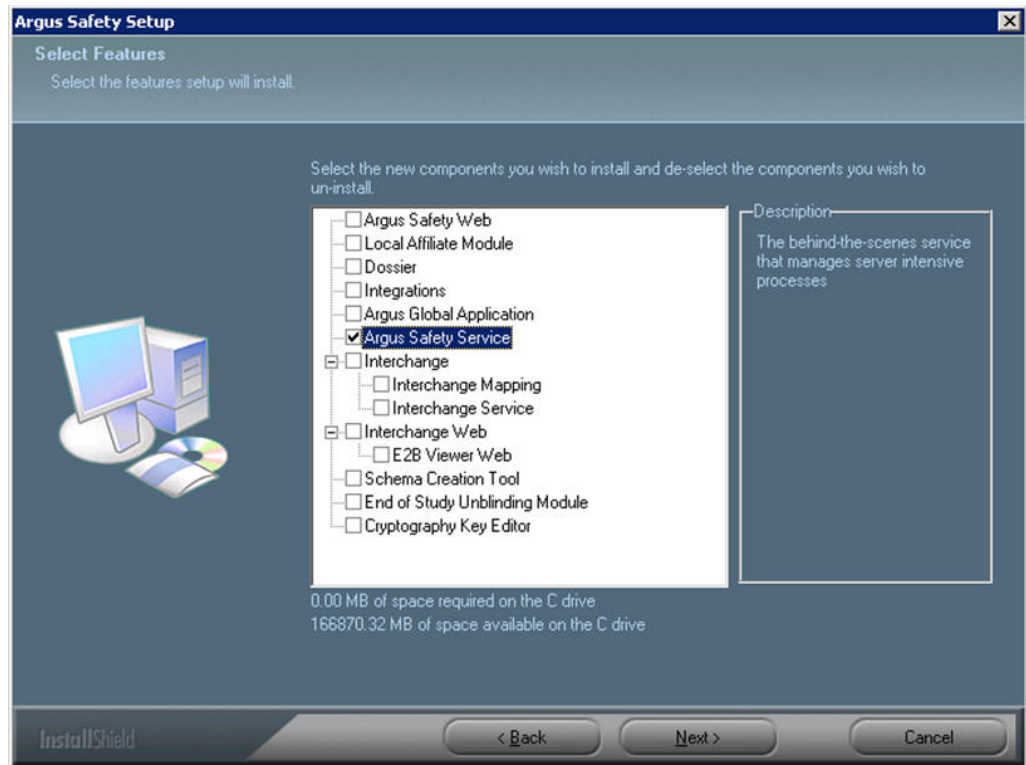 Argus Safety Setup
Select Features
Select the features setup will install.
Select the new components you wish to install and de-select the components you wish to
un-install.
Argus Safety Web
Local Affiliate Module
Dossier
Integrations
Argus Global Application
Argus Safety Service
Interchange
Interchange Mapping
Interchange Service
Interchange Web
E2B Viewer Web
Schema Creation Tool
End of Study Unblinding Module
Cryptography Key Editor
Description
The behind-the-scenes service
that manages server intensive
processes
0.00 MB of space required on the C drive
166870.32 MB of space available on the C drive
InstallShield
< Back
Next >
Cancel